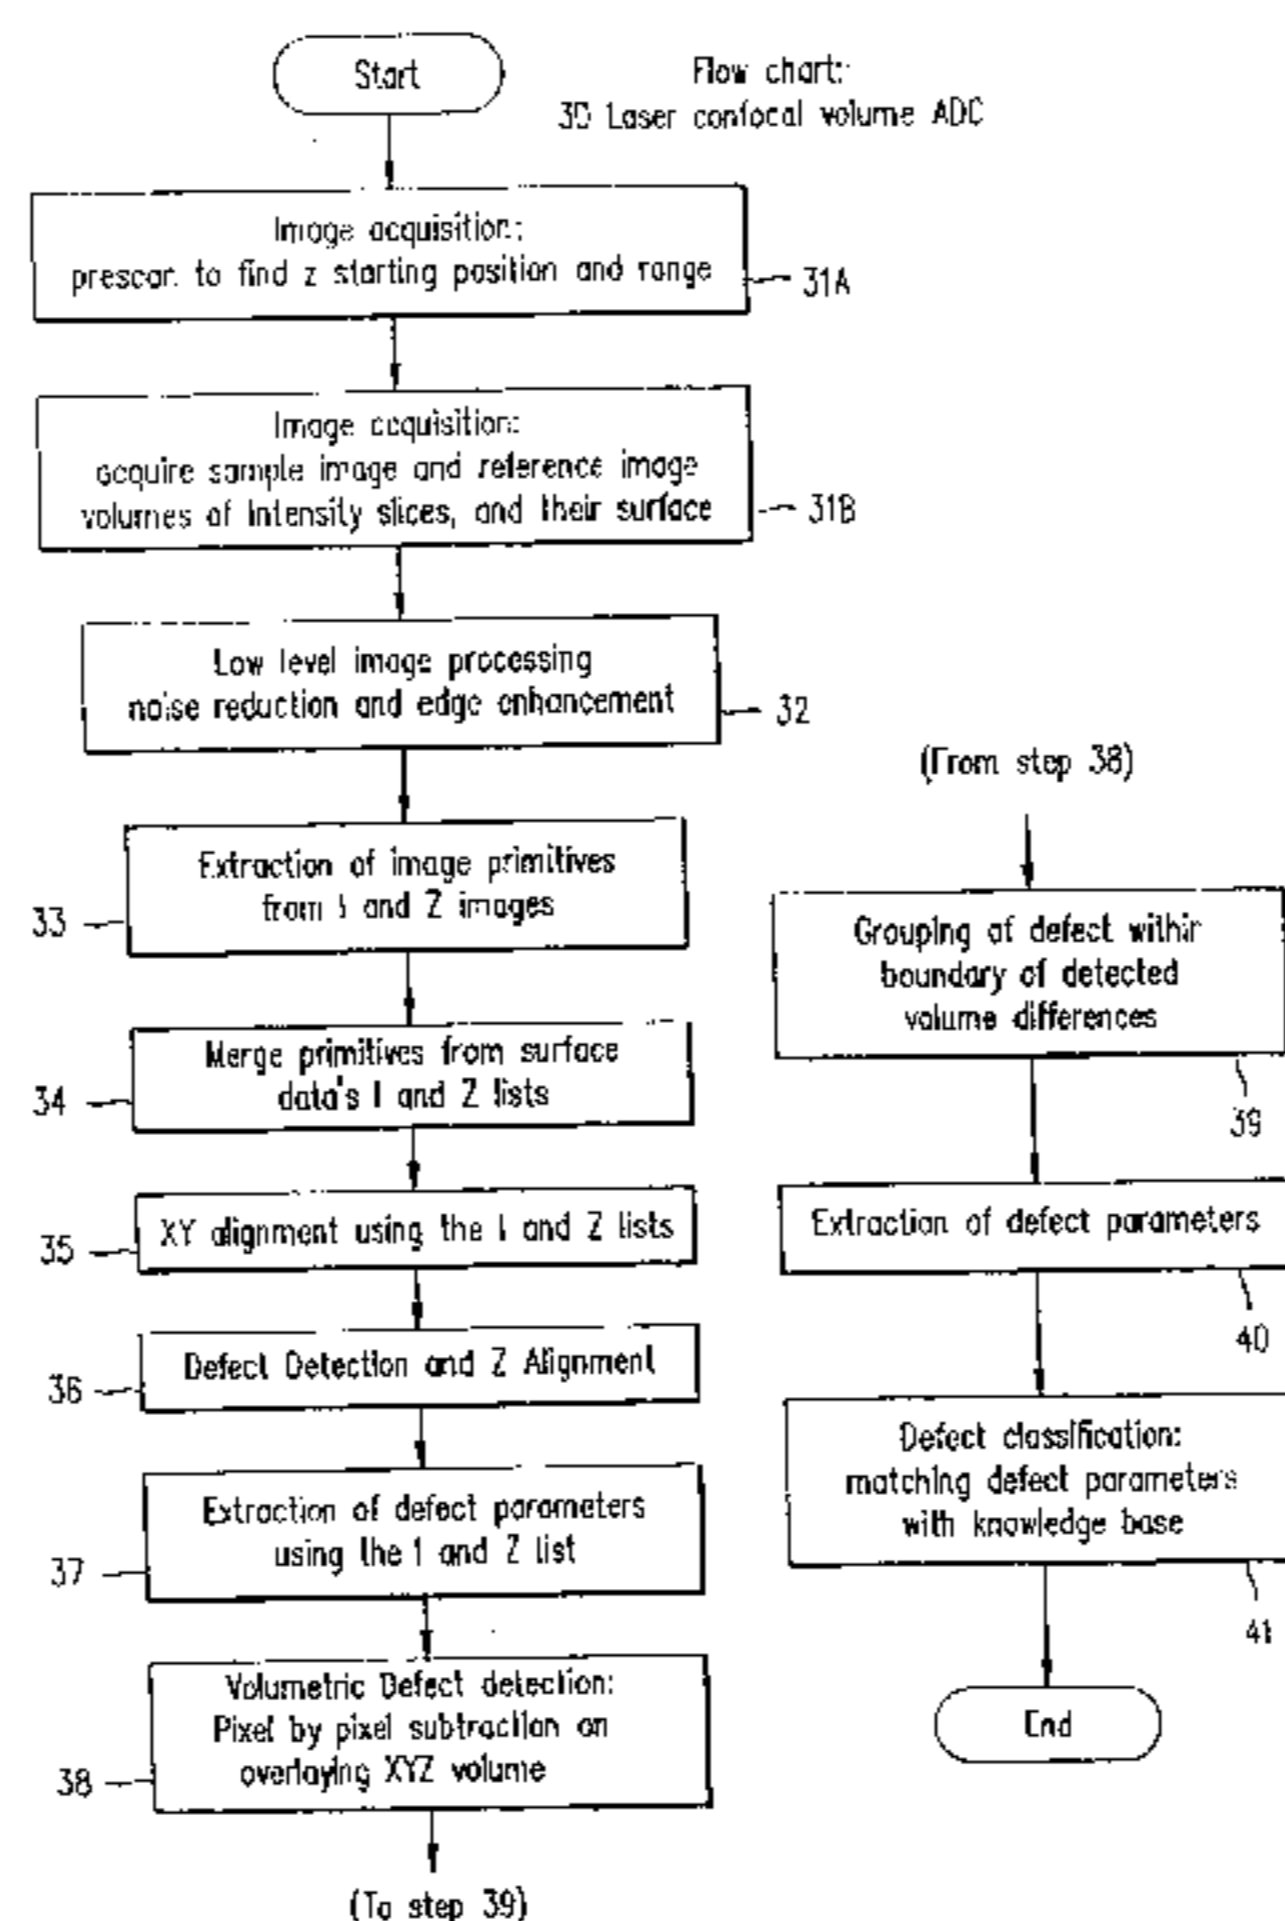 Start
Flow chart:
3D Laser confocal volume ADC
Image acquisition:
prescan to find z starting position and range
31A
Image acquisition:
acquire sample image and reference image
volumes of intensity slices, and their surface
31B
Low level image processing
noise reduction and edge enhancement
32
Extraction of image primitives
from I and Z images
33
Merge primitives from surface
data's I and Z lists
34
XY alignment using the I and Z lists
35
Defect Detection and Z Alignment
36
Extraction of defect parameters
using the I and Z list
37
Volumetric Defect detection:
Pixel by pixel subtraction on
overlaying XYZ volume
38
(To step 39)
(From step 38)
Grouping of defect within
boundary of detected
volume differences
39
Extraction of defect parameters
40
Defect classification:
matching defect parameters
with knowledge base
41
End